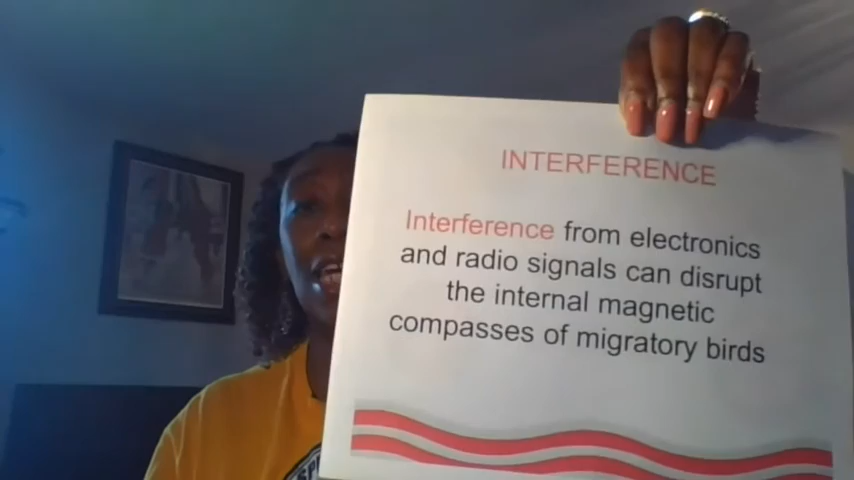 INTERFERENCE
Interference from electronics
and radio signals can disrupt
the internal magnetic
compasses of migratory birds